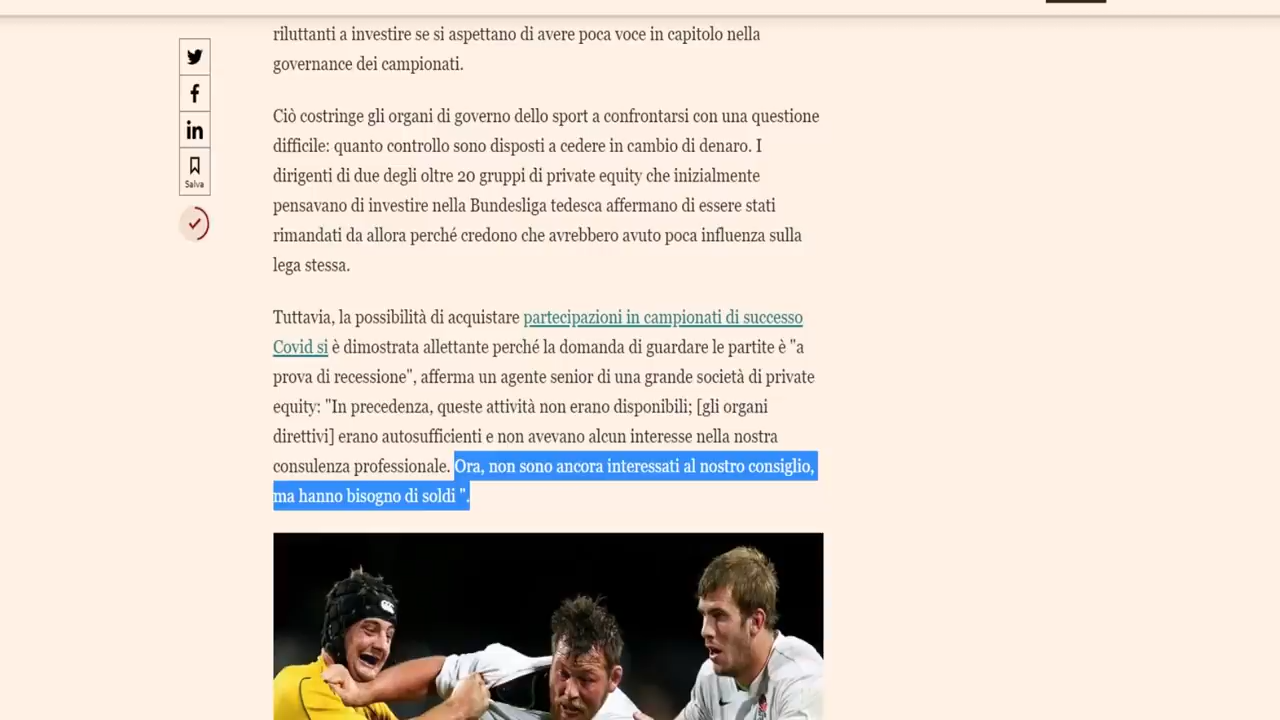 riluttanti a investire se si aspettano di avere poca voce in capitolo nella
governance dei campionati.
Ciò costringe gli organi di governo dello sport a confrontarsi con una questione
difficile: quanto controllo sono disposti a cedere in cambio di denaro. I
dirigenti di due degli oltre 20 gruppi di private equity che inizialmente
pensavano di investire nella Bundesliga tedesca affermano di essere stati
rimandati da allora perché credono che avrebbero avuto poca influenza sulla
lega stessa.
Tuttavia, la possibilità di acquistare partecipazioni in campionati di successo
Covid si è dimostrata allettante perché la domanda di guardare le partite è "a
prova di recessione", afferma un agente senior di una grande società di private
equity: "In precedenza, queste attività non erano disponibili; [gli organi
direttivi] erano autosufficienti e non avevano alcun interesse nella nostra
consulenza professionale. Ora, non sono ancora interessati al nostro consiglio,
ma hanno bisogno di soldi ".
in
Salva